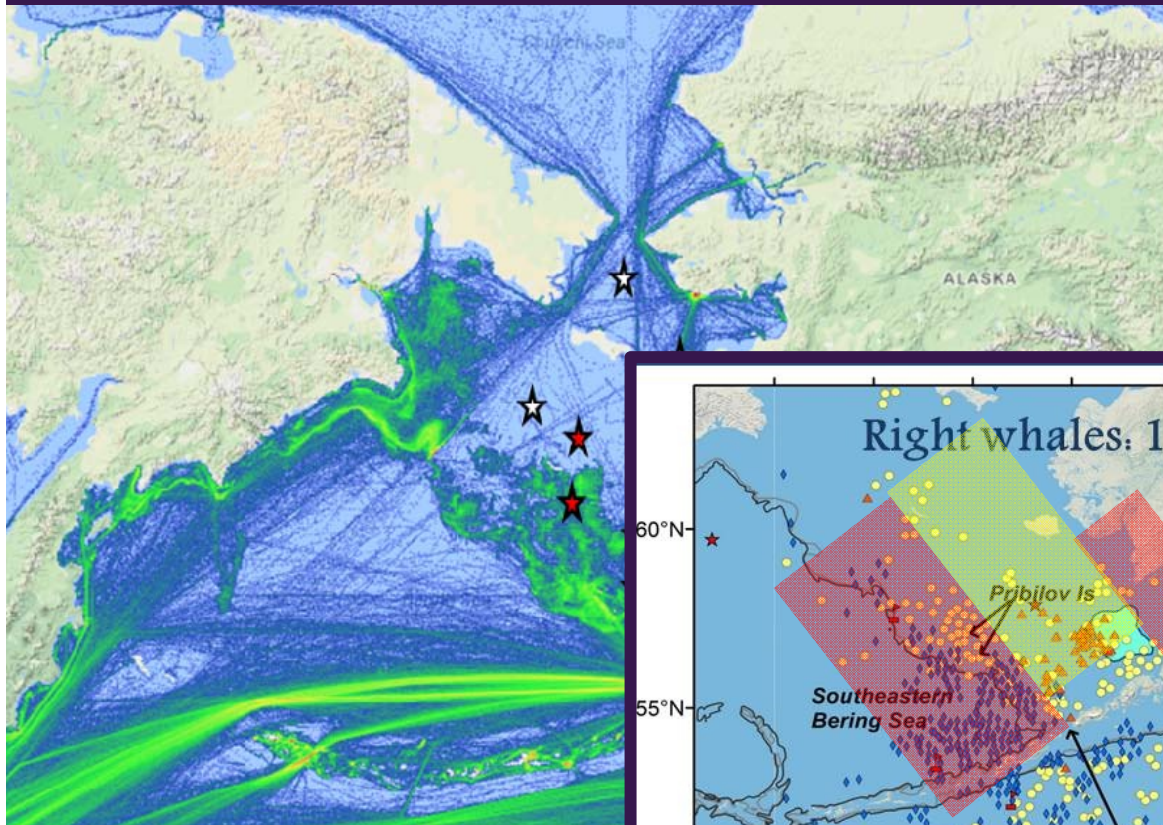 Chukchi Sea
ALASKA
Right whales: 1
60°N
Pribilov Is
Southeastern
Bering Sea
55°N